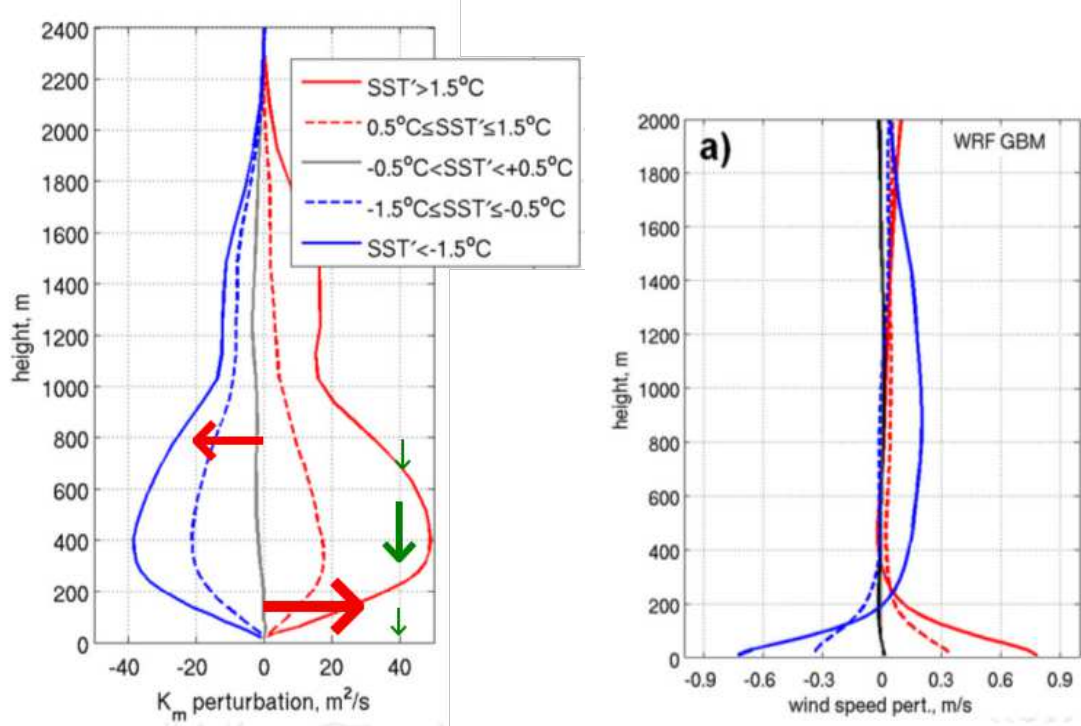 2400
2200
2000
1800
1600
1400
1200
1000
800
600
400
200
0
height, m
-40 -20 0 20 40
K_m perturbation, m²/s
SST′>1.5°C
0.5°C≤SST′≤1.5°C
-0.5°C<SST′<+0.5°C
-1.5°C≤SST′≤-0.5°C
SST′<-1.5°C
a)
WRF GBM
2000
1800
1600
1400
1200
1000
800
600
400
200
0
height, m
-0.9 -0.6 -0.3 0 0.3 0.6 0.9
wind speed pert., m/s